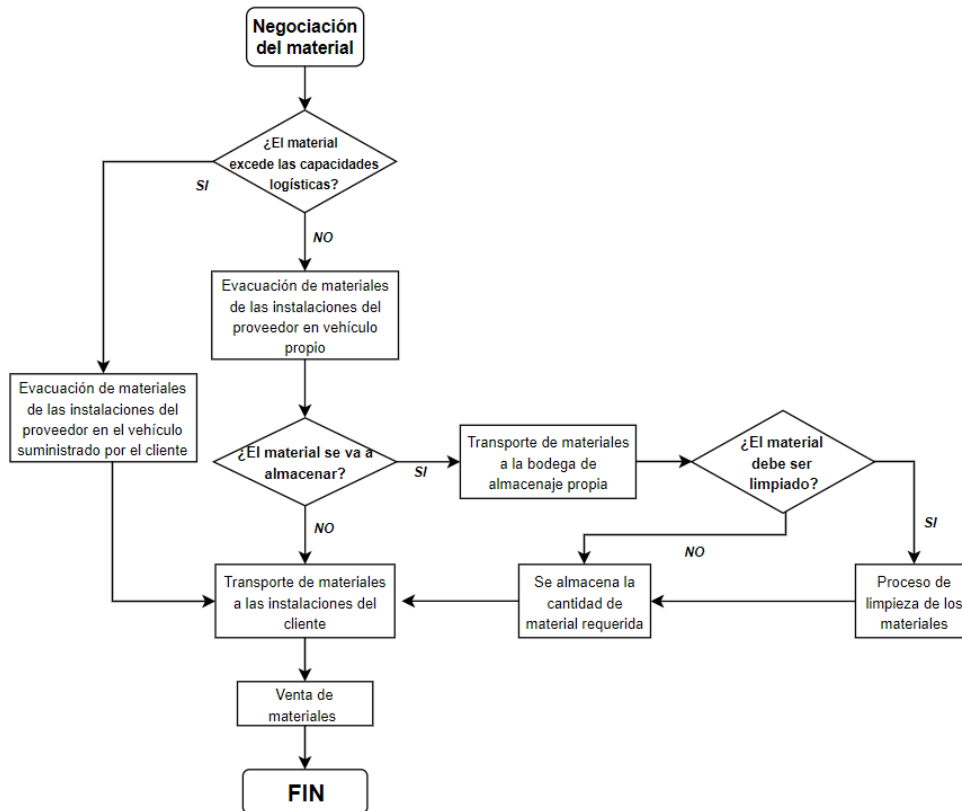 Negociación
del material
¿El material
excede las capacidades
logísticas?
SI
NO
Evacuación de materiales
de las instalaciones del
proveedor en vehículo
propio
Evacuación de materiales
de las instalaciones del
proveedor en el vehículo
suministrado por el cliente
¿El material se va a
almacenar?
SI
NO
Transporte de materiales
a la bodega de
almacenaje propia
¿El material
debe ser
limpiado?
SI
NO
Transporte de materiales
a las instalaciones del
cliente
Se almacena la
cantidad de
material requerida
Proceso de
limpieza de los
materiales
Venta de
materiales
FIN